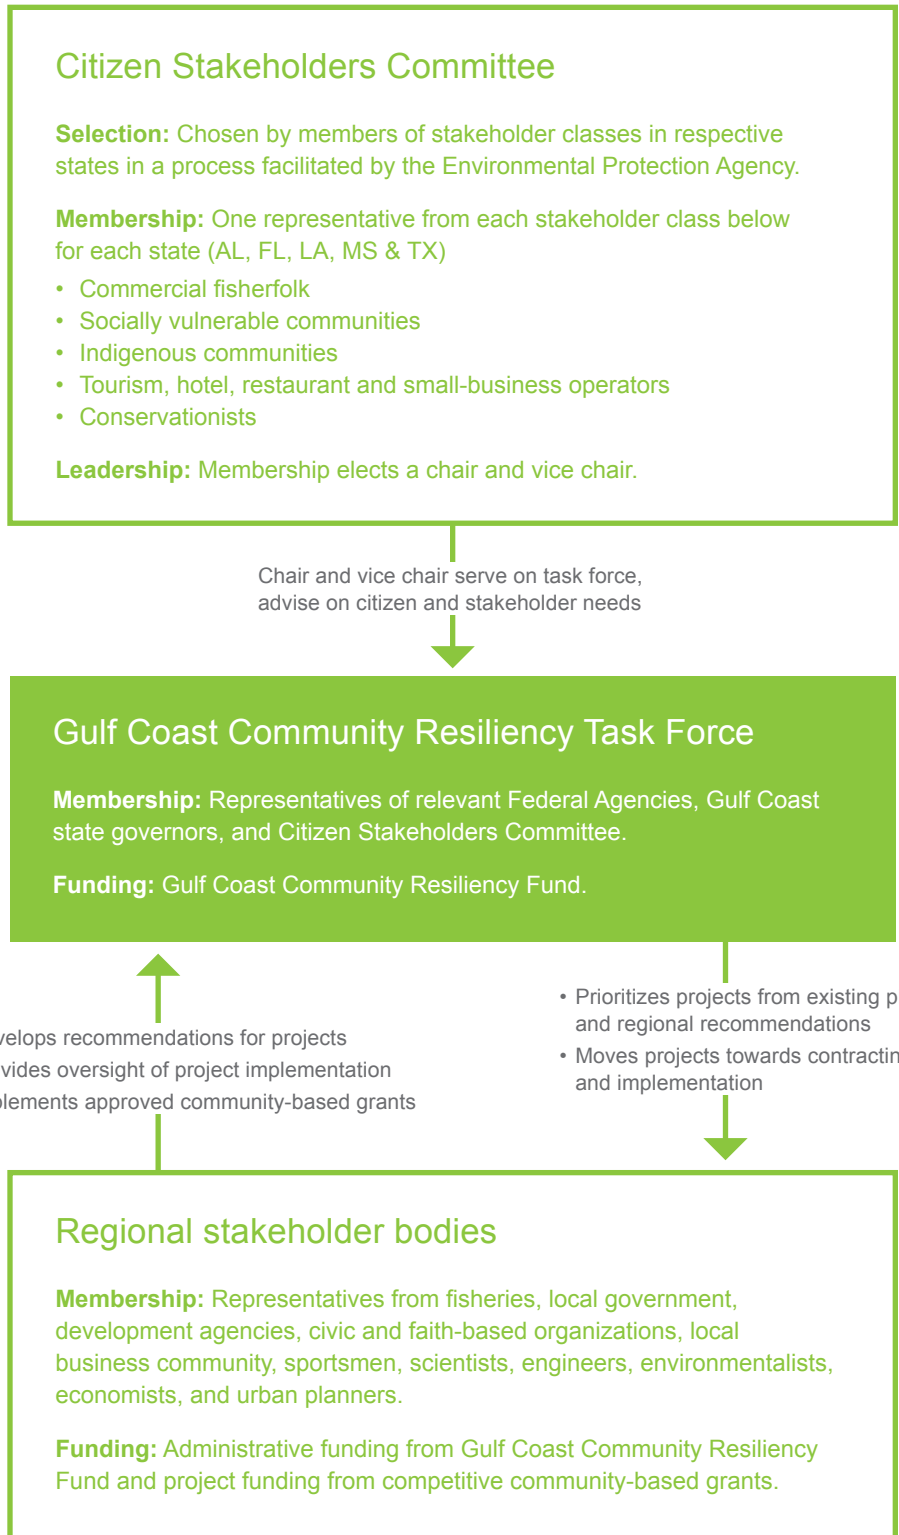 Citizen Stakeholders Committee
Selection: Chosen by members of stakeholder classes in respective
states in a process facilitated by the Environmental Protection Agency.
Membership: One representative from each stakeholder class below
for each state (AL, FL, LA, MS & TX)
• Commercial fisherfolk
• Socially vulnerable communities
• Indigenous communities
• Tourism, hotel, restaurant and small-business operators
• Conservationists
Leadership: Membership elects a chair and vice chair.
Chair and vice chair serve on task force,
advise on citizen and stakeholder needs
Gulf Coast Community Resiliency Task Force
Membership: Representatives of relevant Federal Agencies, Gulf Coast
state governors, and Citizen Stakeholders Committee.
Funding: Gulf Coast Community Resiliency Fund.
velops recommendations for projects
vides oversight of project implementation
plements approved community-based grants
• Prioritizes projects from existing p
and regional recommendations
• Moves projects towards contractin
and implementation
Regional stakeholder bodies
Membership: Representatives from fisheries, local government,
development agencies, civic and faith-based organizations, local
business community, sportsmen, scientists, engineers, environmentalists,
economists, and urban planners.
Funding: Administrative funding from Gulf Coast Community Resiliency
Fund and project funding from competitive community-based grants.